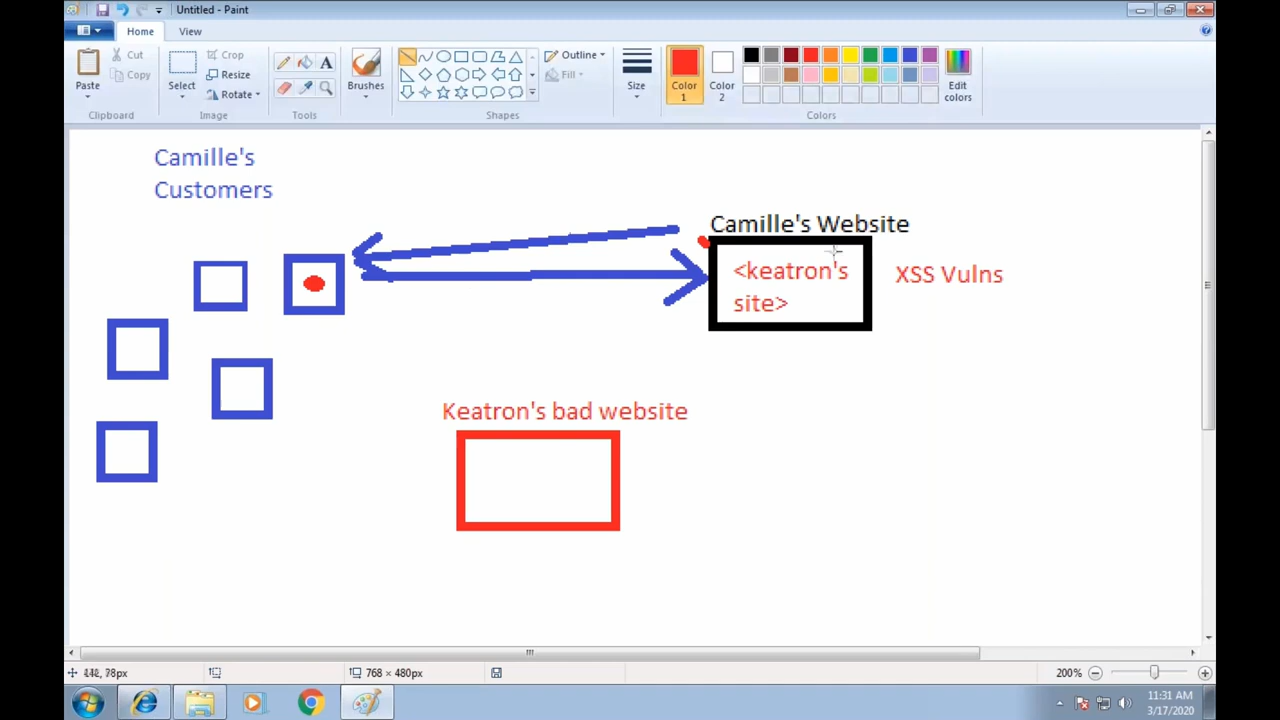 Untitled - Paint
Home
View
Paste
Cut
Copy
Clipboard
Select
Crop
Resize
Rotate
Image
A
Tools
Brushes
Outline
Fill
Shapes
Size
Color
1
Color
2
Edit
colors
Colors
Camille's
Customers
Camille's Website
<keatron's
site>
XSS Vulns
Keatron's bad website
768 × 480px
200%
11:31 AM
3/17/2020